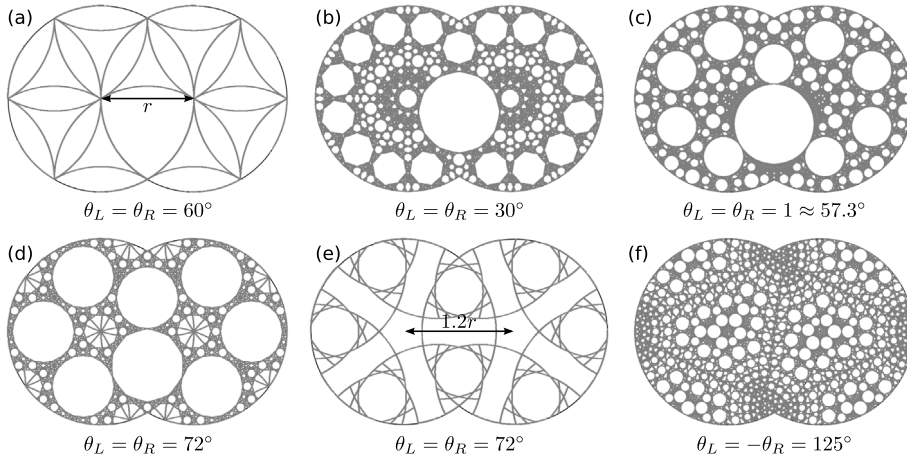 (a) (b) (c)
r
θ_L = θ_R = 60° θ_L = θ_R = 30° θ_L = θ_R = 1 ≈ 57.3°
(d) (e) (f)
1.2r
θ_L = θ_R = 72° θ_L = θ_R = 72° θ_L = −θ_R = 125°